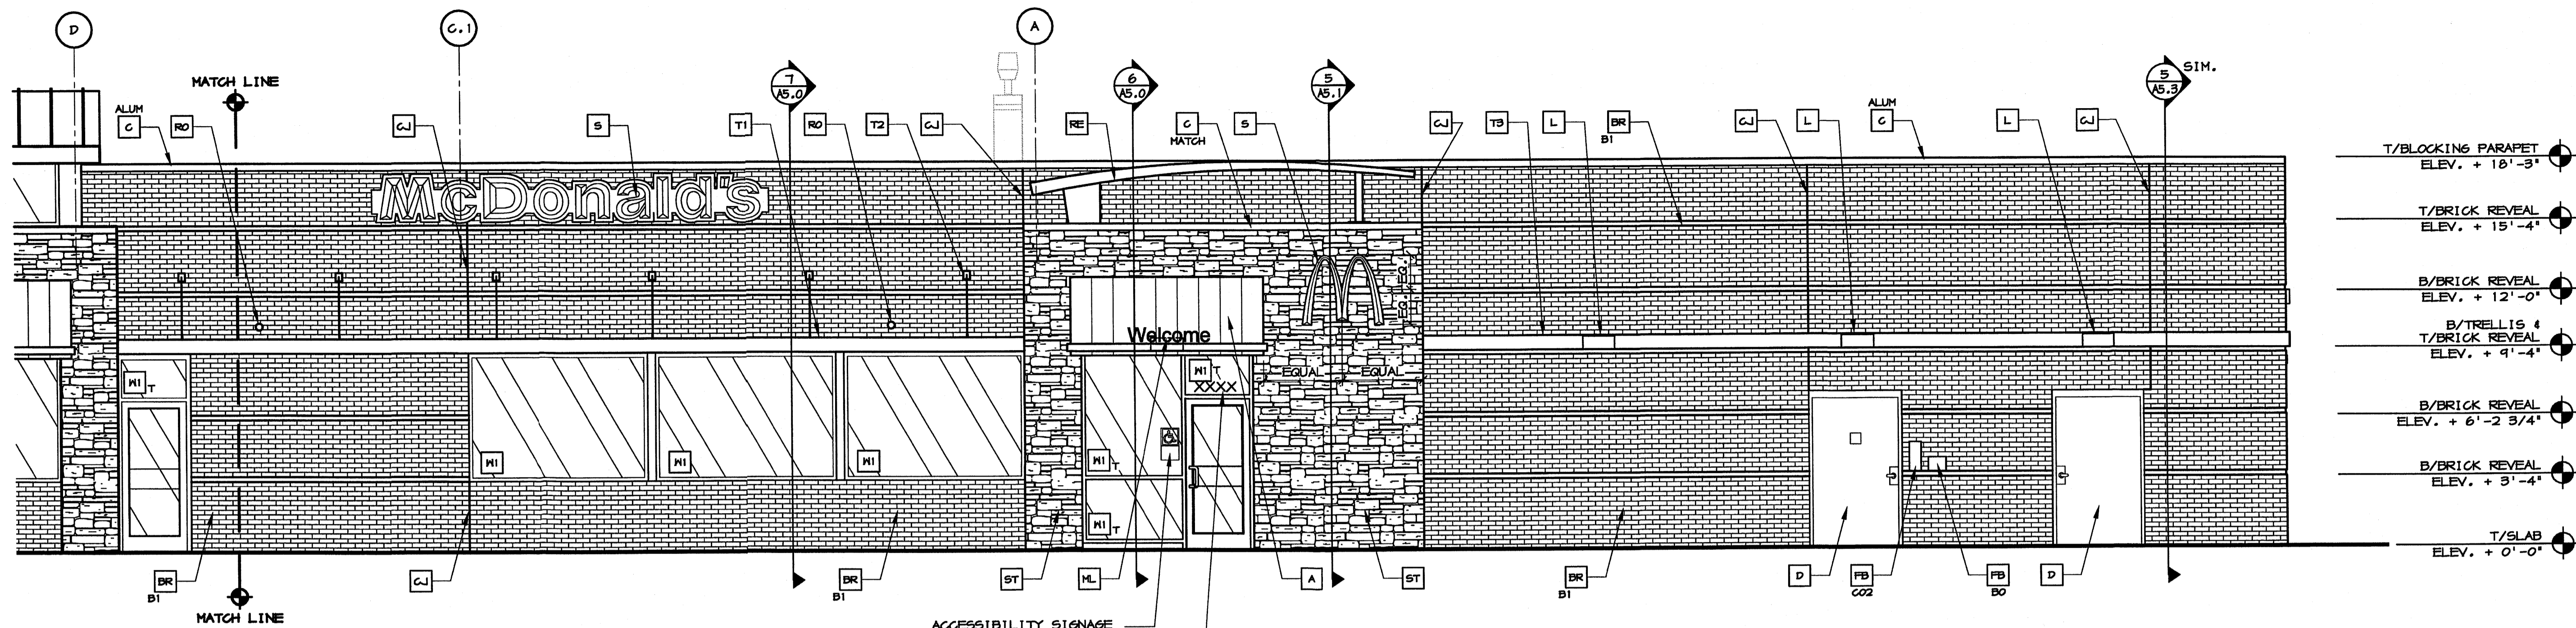 D
C.1
A
MATCH LINE
7
A5.0
6
A5.0
5
A5.1
5
A5.3
SIM.
ALUM
C
RO
CJ
S
T1
RO
T2
CJ
RE
C
MATCH
S
CJ
T3
L
BR
B1
CJ
L
ALUM
C
L
CJ
T/BLOCKING PARAPET
ELEV. + 18'-3"
McDonald's
T/BRICK REVEAL
ELEV. + 15'-4"
EQ.
EQ.
B/BRICK REVEAL
ELEV. + 12'-0"
Welcome
B/TRELLIS &
T/BRICK REVEAL
ELEV. + 9'-4"
W1 T
W1 T
XXXX
EQUAL
EQUAL
B/BRICK REVEAL
ELEV. + 6'-2 3/4"
W1
W1
W1
W1 T
B/BRICK REVEAL
ELEV. + 3'-4"
W1 T
T/SLAB
ELEV. + 0'-0"
BR
B1
CJ
BR
B1
ST
ML
A
ST
BR
B1
D
FB
CO2
FB
BO
D
MATCH LINE
ACCESSIBILITY SIGNAGE